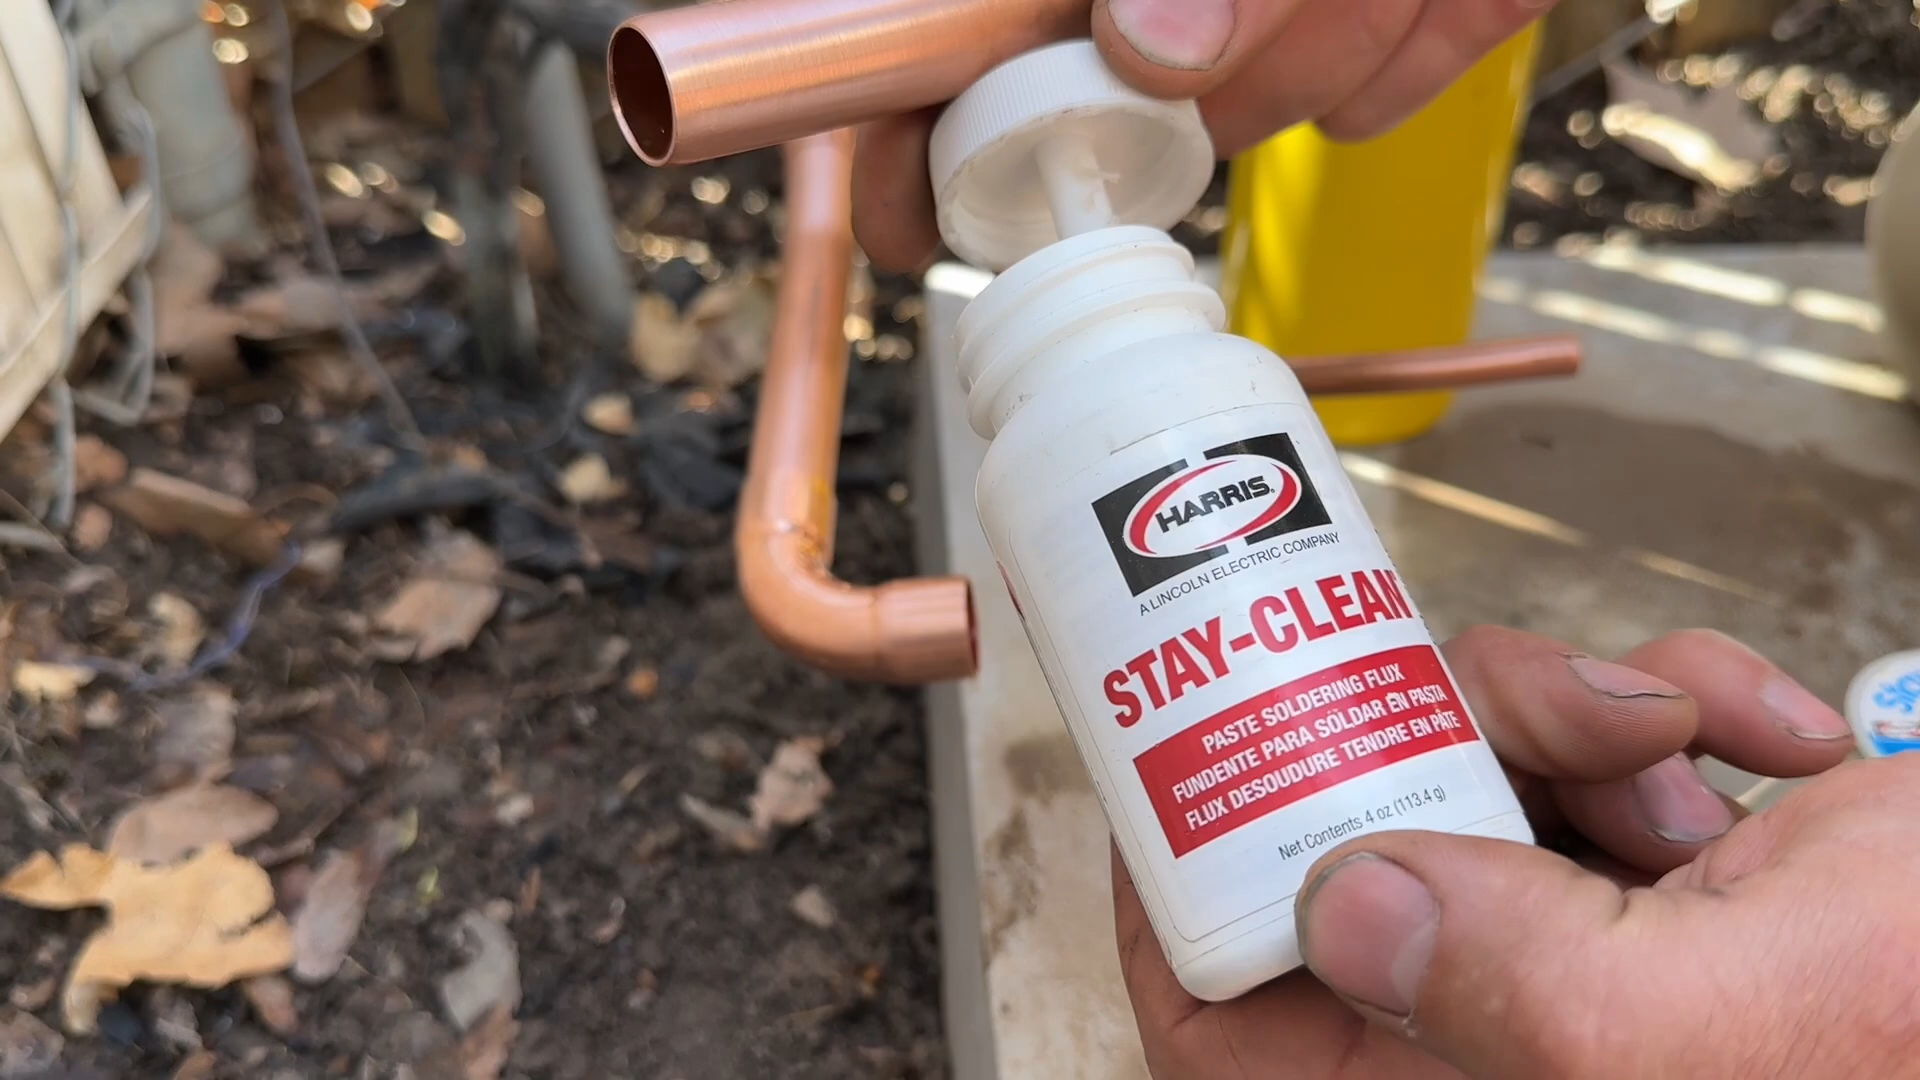 HARRIS
A LINCOLN ELECTRIC COMPANY
STAY-CLEAN
PASTE SOLDERING FLUX
FUNDENTE PARA SOLDAR EN PASTA
FLUX DESOUDURE TENDRE EN PÂTE
Net Contents 4 oz (113.4 g)